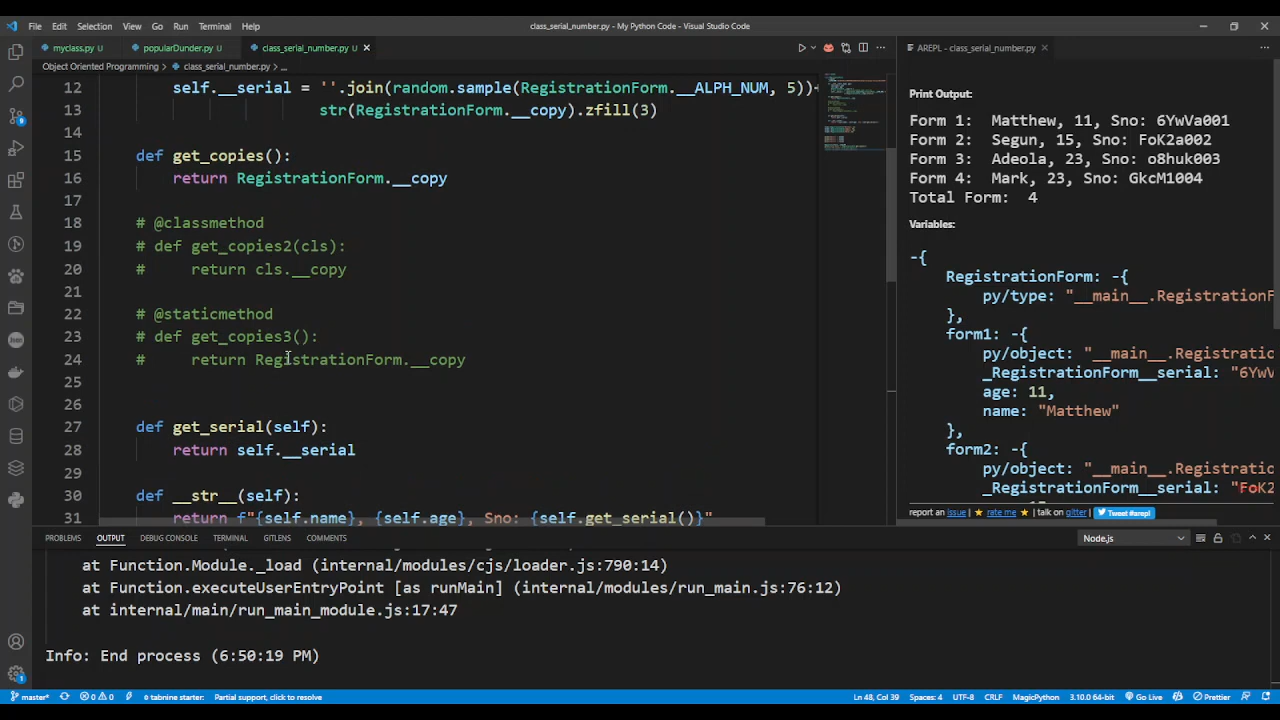 File Edit Selection View Go Run Terminal Help
class_serial_number.py - My Python Code - Visual Studio Code
myclass.py U
popularDunder.py U
class_serial_number.py U
AREPL - class_serial_number.py
Object Oriented Programming > class_serial_number.py > ...
12 self.__serial = ''.join(random.sample(RegistrationForm.__ALPH_NUM, 5))+
13 str(RegistrationForm.__copy).zfill(3)
14
15 def get_copies():
16 return RegistrationForm.__copy
17
18 # @classmethod
19 # def get_copies2(cls):
20 # return cls.__copy
21
22 # @staticmethod
23 # def get_copies3():
24 # return RegistrationForm.__copy
25
26
27 def get_serial(self):
28 return self.__serial
29
30 def __str__(self):
31 return f"{self.name}, {self.age}, Sno: {self.get_serial()}"
Print Output:
Form 1: Matthew, 11, Sno: 6YwVa001
Form 2: Segun, 15, Sno: FoK2a002
Form 3: Adeola, 23, Sno: o8huk003
Form 4: Mark, 23, Sno: GkcM1004
Total Form: 4
Variables:
-{
RegistrationForm: -{
py/type: "__main__.RegistrationF
},
form1: -{
py/object: "__main__.Registratio
_RegistrationForm__serial: "6YwV
age: 11,
name: "Matthew"
},
form2: -{
py/object: "__main__.Registratio
_RegistrationForm__serial: "FoK2
report an issue | ★ rate me ★ | talk on gitter | Tweet #arepl
PROBLEMS OUTPUT DEBUG CONSOLE TERMINAL GITLENS COMMENTS
Node.js
at Function.Module._load (internal/modules/cjs/loader.js:790:14)
at Function.executeUserEntryPoint [as runMain] (internal/modules/run_main.js:76:12)
at internal/main/run_main_module.js:17:47
Info: End process (6:50:19 PM)
master* 0 0 tabnine starter: Partial support, click to resolve
Ln 48, Col 39 Spaces: 4 UTF-8 CRLF MagicPython 3.10.0 64-bit Go Live Prettier